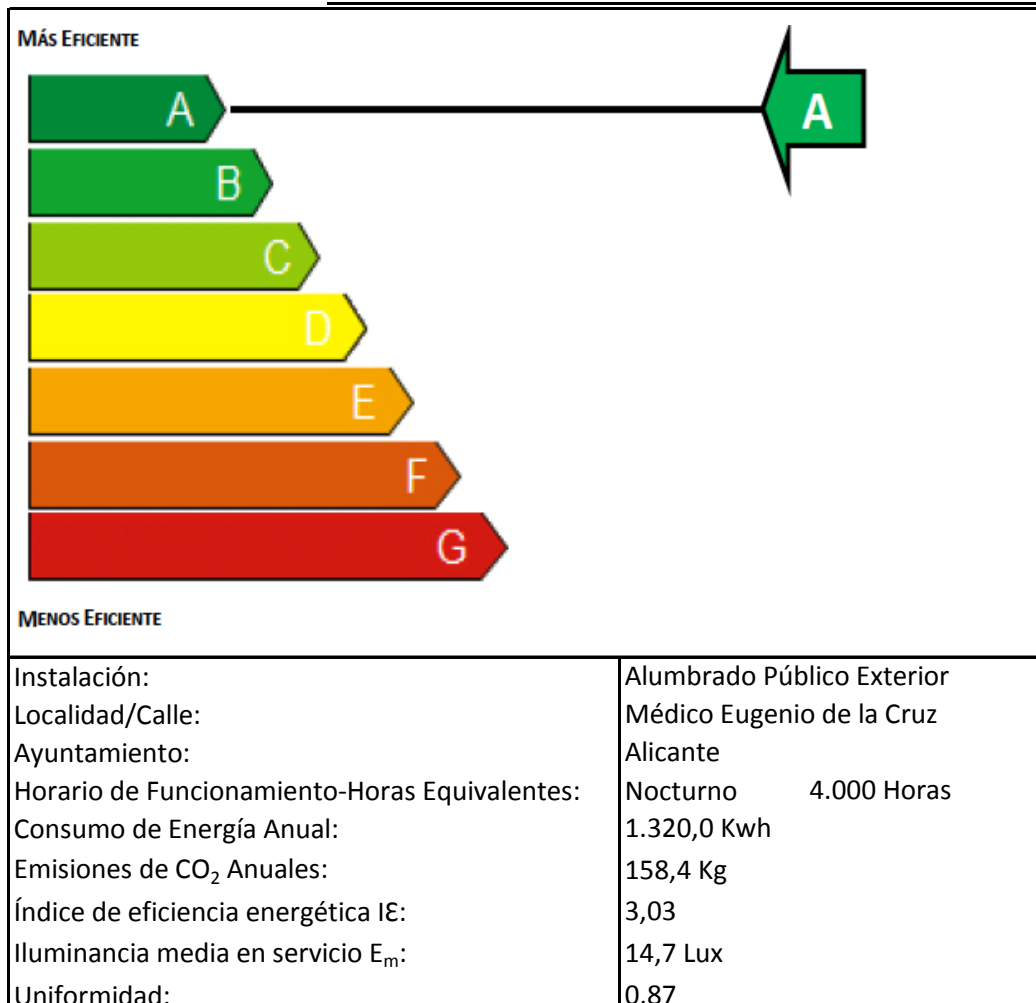 MÁS EFICIENTE
A
A
B
C
D
E
F
G
MENOS EFICIENTE
Instalación: Alumbrado Público Exterior
Localidad/Calle: Médico Eugenio de la Cruz
Ayuntamiento: Alicante
Horario de Funcionamiento-Horas Equivalentes: Nocturno 4.000 Horas
Consumo de Energía Anual: 1.320,0 Kwh
Emisiones de CO₂ Anuales: 158,4 Kg
Índice de eficiencia energética IƐ: 3,03
Iluminancia media en servicio Eₘ: 14,7 Lux
Uniformidad: 0,87